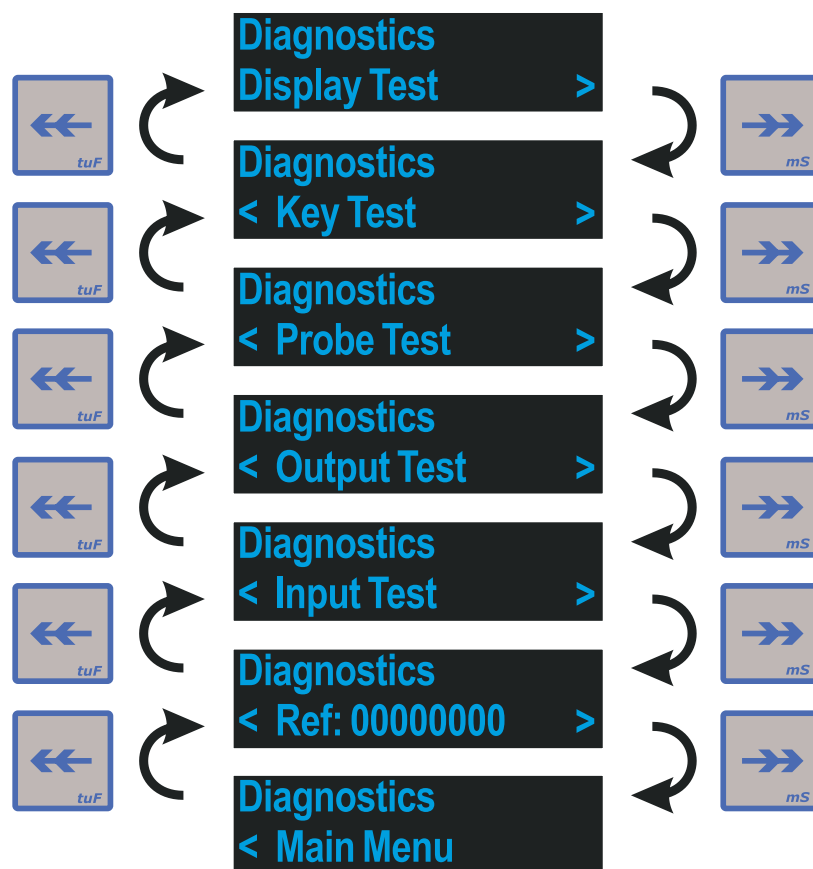 Diagnostics
Display Test >
tuF
mS
Diagnostics
< Key Test >
tuF
mS
Diagnostics
< Probe Test >
tuF
mS
Diagnostics
< Output Test >
tuF
mS
Diagnostics
< Input Test >
tuF
mS
Diagnostics
< Ref: 00000000 >
tuF
mS
Diagnostics
< Main Menu